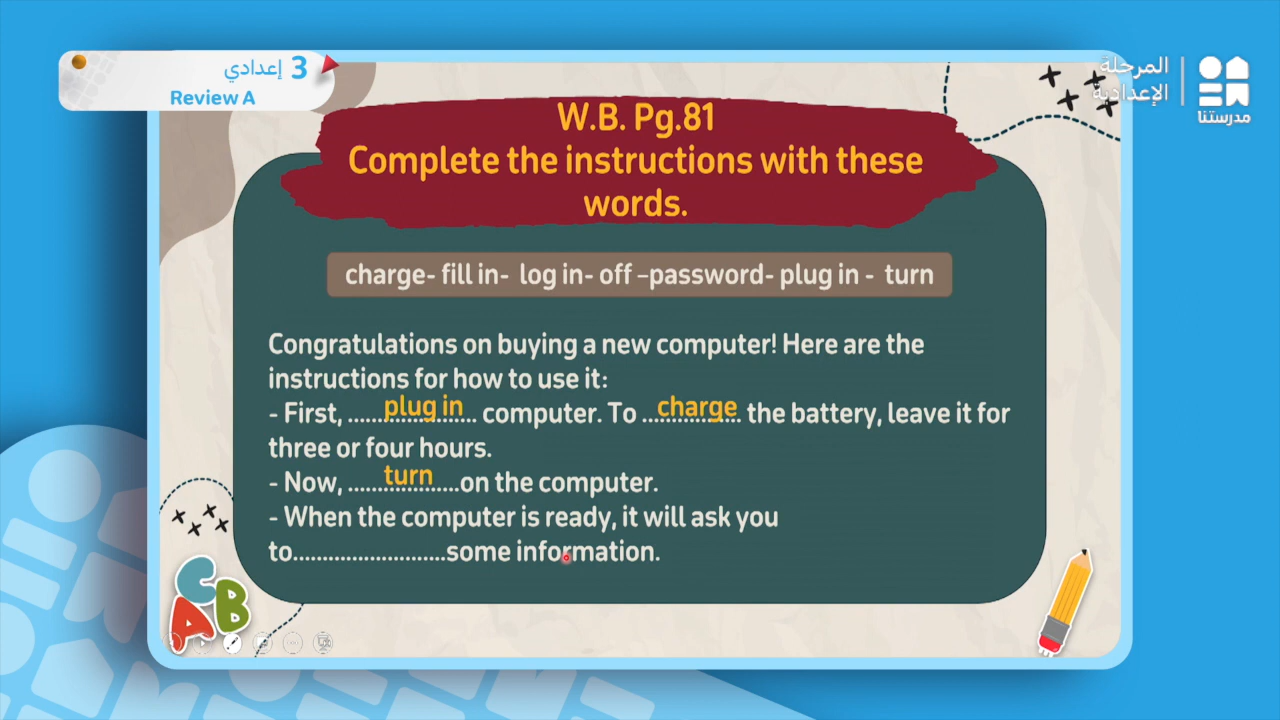 3 إعدادي
Review A
المرحلة
الإعدادية
مدرستنا
W.B. Pg.81
Complete the instructions with these
words.
charge- fill in- log in- off –password- plug in - turn
Congratulations on buying a new computer! Here are the
instructions for how to use it:
- First, ......plug in...... computer. To ......charge...... the battery, leave it for
three or four hours.
- Now, ......turn......on the computer.
- When the computer is ready, it will ask you
to.........................some information.
C
A
B